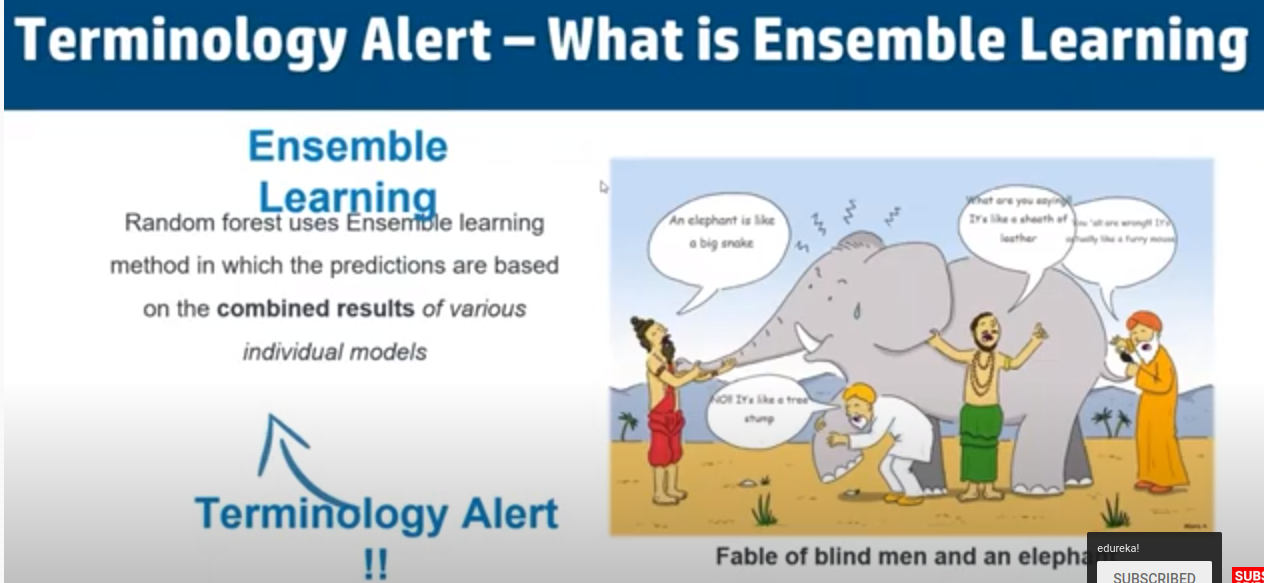 Terminology Alert – What is Ensemble Learning
Ensemble
Learning
Random forest uses Ensemble learning
method in which the predictions are based
on the combined results of various
individual models
Terminology Alert
!!
An elephant is like
a big snake
What are you saying!!
It's like a sheath of
leather
You 'all are wrong!! It's
actually like a furry mouse
NO!! It's like a tree
stump
Fable of blind men and an elepha
edureka!
SUBSCRIBED
SUBS